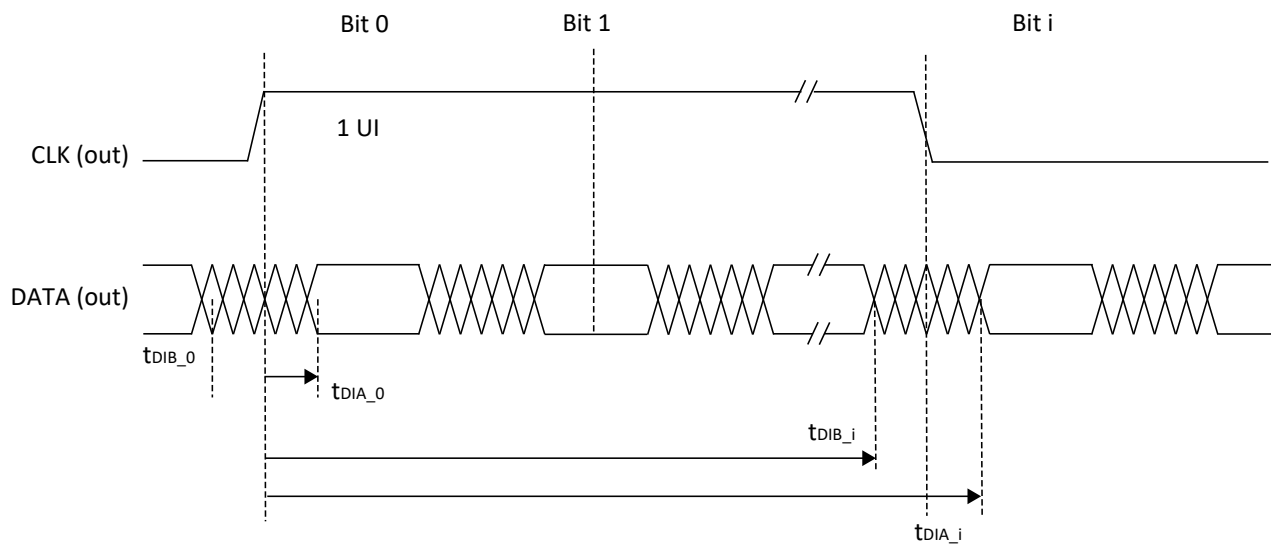 Bit 0
Bit 1
Bit i
1 UI
CLK (out)
DATA (out)
tDIB_0
tDIA_0
tDIB_i
tDIA_i